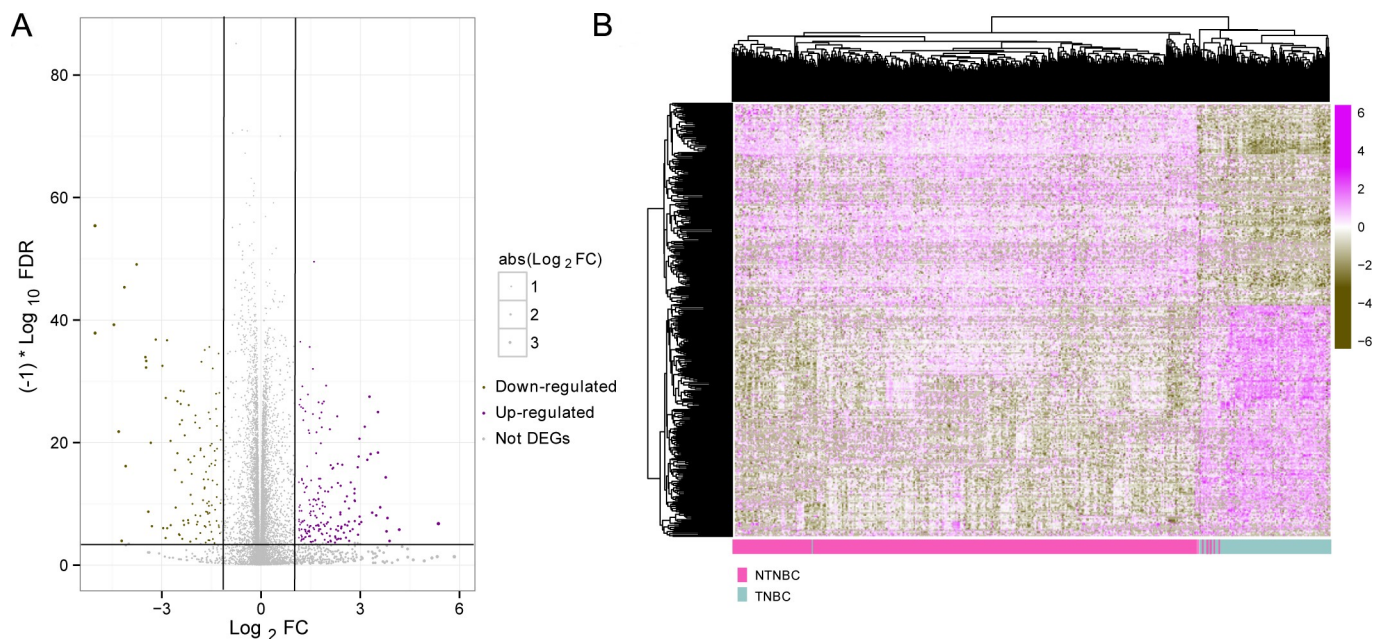 A
B
(-1) * Log 10 FDR
80
60
40
20
0
−3
0
3
6
Log 2 FC
abs(Log 2 FC)
1
2
3
Down-regulated
Up-regulated
Not DEGs
6
4
2
0
−2
−4
−6
NTNBC
TNBC